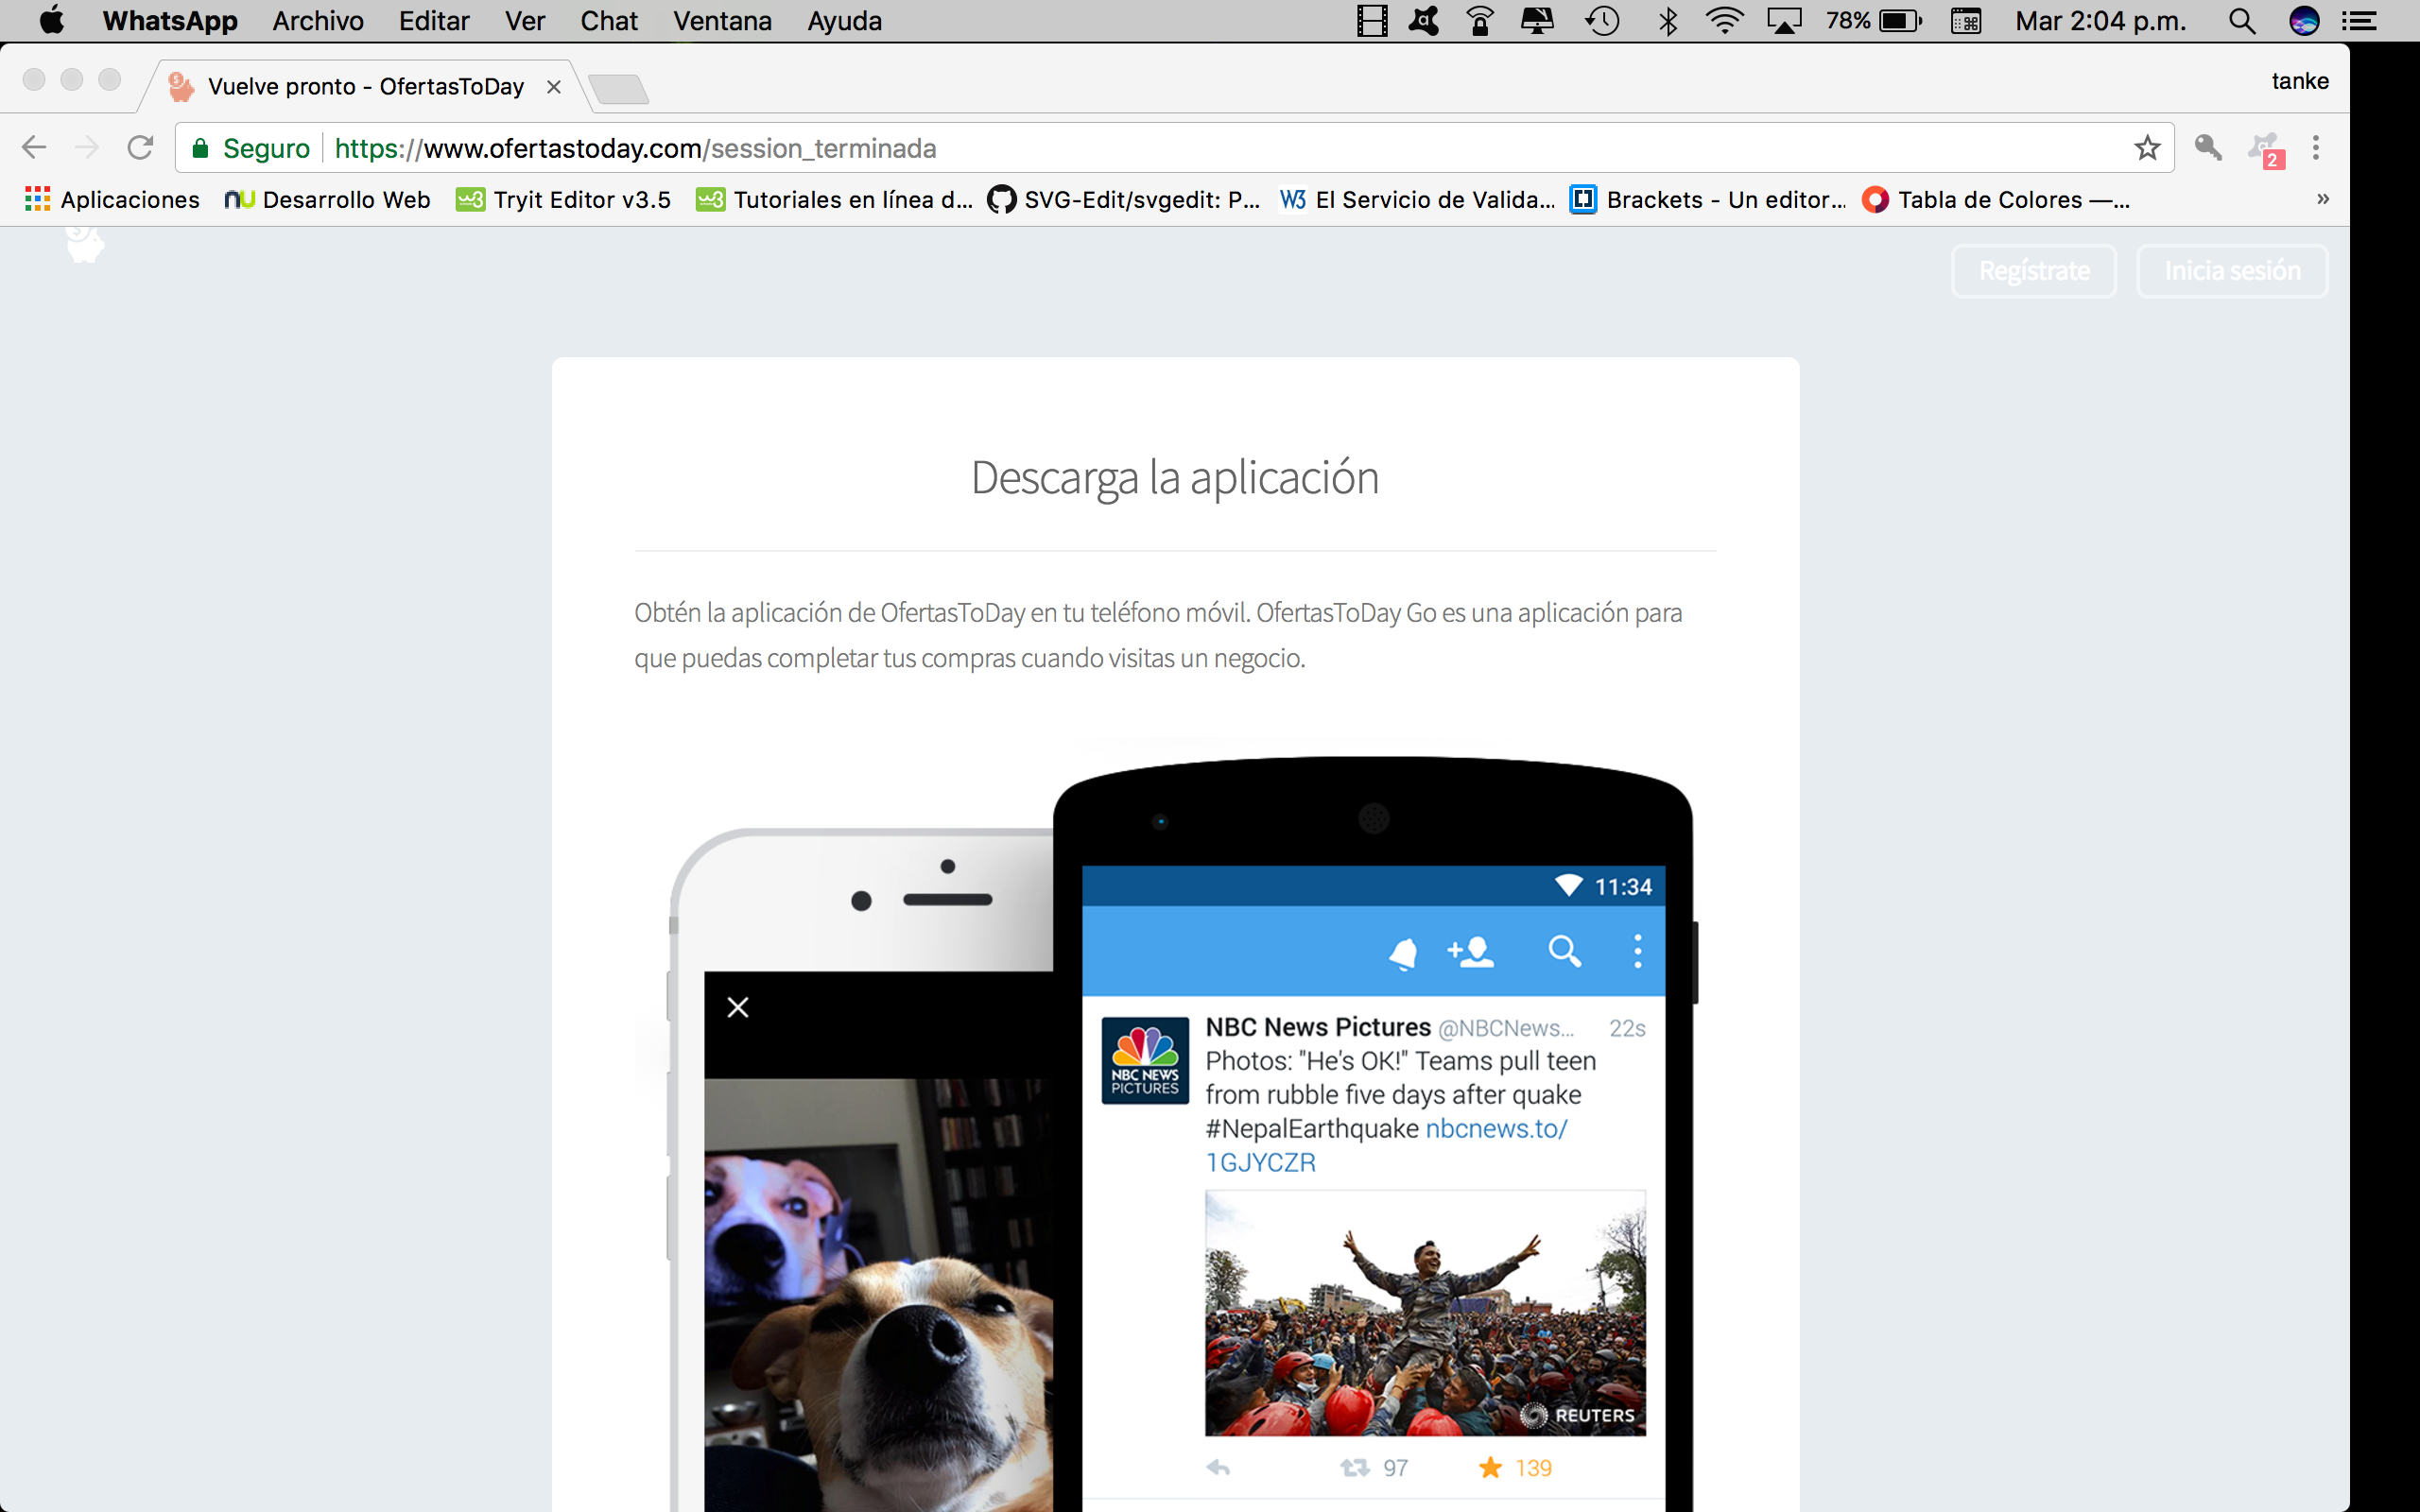 WhatsApp Archivo Editar Ver Chat Ventana Ayuda 78% Mar 2:04 p.m.
Vuelve pronto - OfertasToDay tanke
Seguro https://www.ofertastoday.com/session_terminada 2
Aplicaciones Desarrollo Web Tryit Editor v3.5 Tutoriales en línea d... SVG-Edit/svgedit: P... El Servicio de Valida... Brackets - Un editor... Tabla de Colores —... »
Regístrate Inicia sesión
Descarga la aplicación
Obtén la aplicación de OfertasToDay en tu teléfono móvil. OfertasToDay Go es una aplicación para
que puedas completar tus compras cuando visitas un negocio.
11:34
NBC News Pictures @NBCNews... 22s
Photos: "He's OK!" Teams pull teen
from rubble five days after quake
#NepalEarthquake nbcnews.to/
1GJYCZR
NBC NEWS
PICTURES
REUTERS
97 139